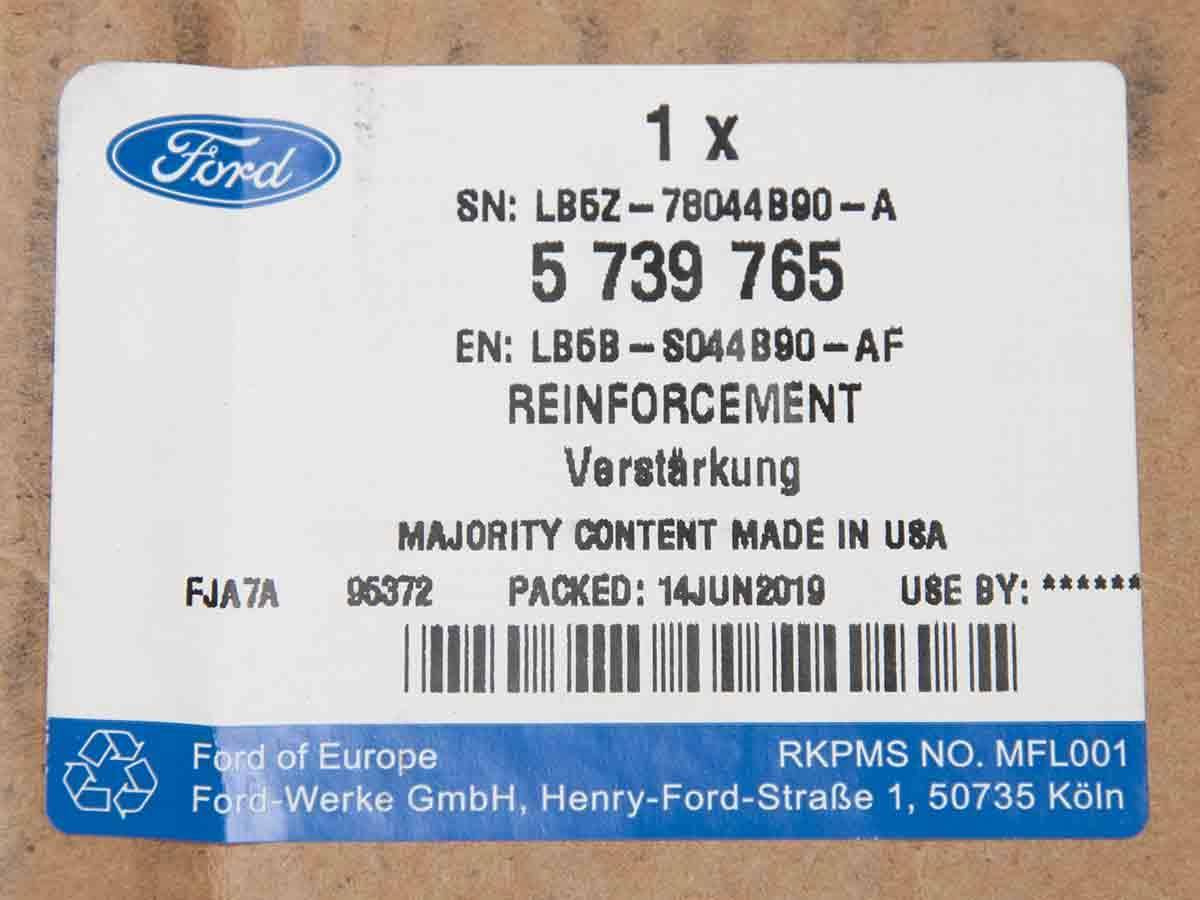 Ford
1 x
SN: LB5Z-78044B90-A
5 739 765
EN: LB5B-S044B90-AF
REINFORCEMENT
Verstärkung
MAJORITY CONTENT MADE IN USA
FJA7A 95372 PACKED: 14JUN2019 USE BY: ******
Ford of Europe RKPMS NO. MFL001
Ford-Werke GmbH, Henry-Ford-Straße 1, 50735 Köln